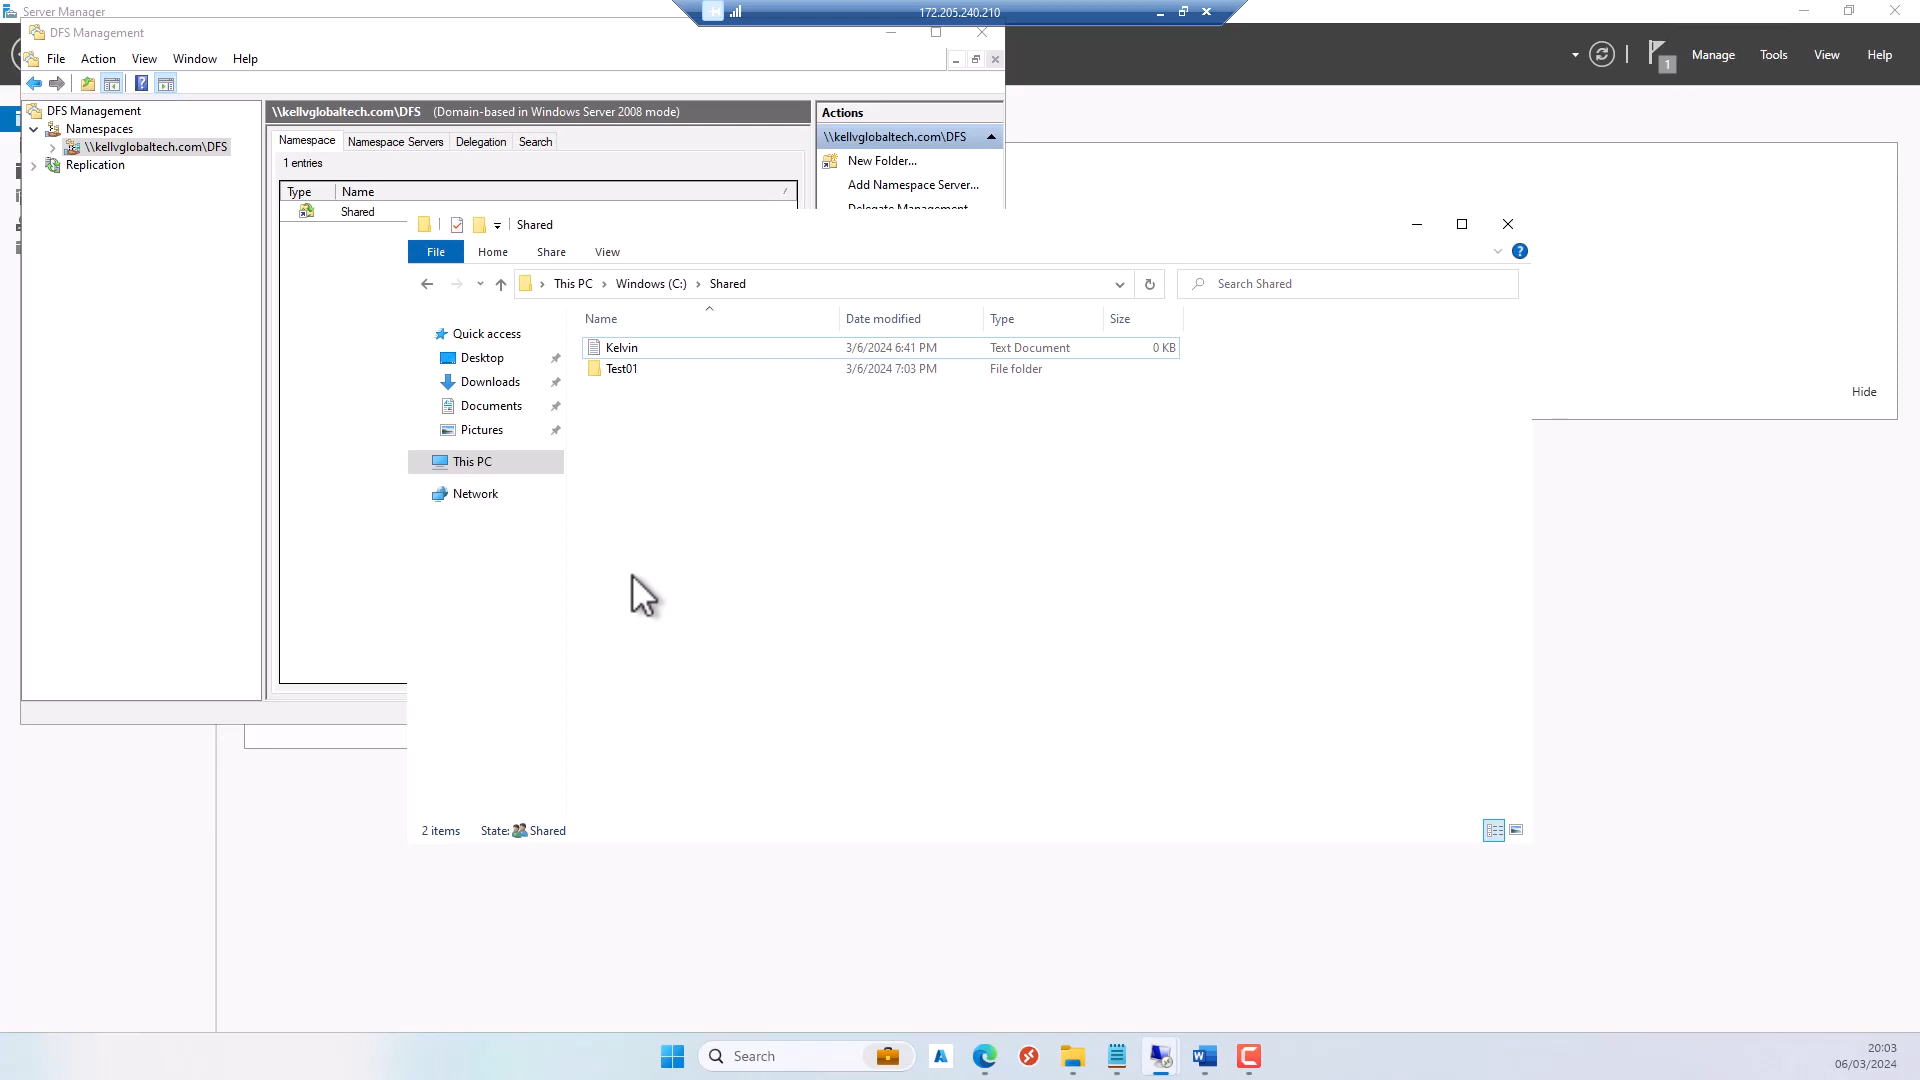 Server Manager
172.205.240.210
DFS Management
File Action View Window Help
1 Manage Tools View Help
DFS Management
Namespaces
\\kellvglobaltech.com\DFS
Replication
\\kellvglobaltech.com\DFS (Domain-based in Windows Server 2008 mode)
Namespace Namespace Servers Delegation Search
1 entries
Type Name
Shared
Actions
\\kellvglobaltech.com\DFS
New Folder...
Add Namespace Server...
Delegate Management
Shared
File Home Share View
This PC Windows (C:) Shared
Search Shared
Name Date modified Type Size
Kelvin 3/6/2024 6:41 PM Text Document 0 KB
Test01 3/6/2024 7:03 PM File folder
Quick access
Desktop
Downloads
Documents
Pictures
This PC
Network
2 items State: Shared
Hide
Search
20:03
06/03/2024